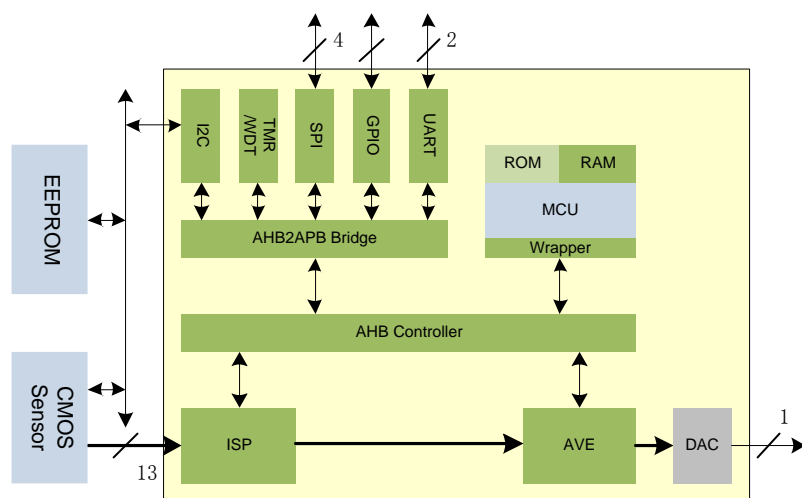 4
2
I2C
TMR
/WDT
SPI
GPIO
UART
ROM
RAM
EEPROM
MCU
AHB2APB Bridge
Wrapper
AHB Controller
CMOS
Sensor
13
ISP
AVE
DAC
1